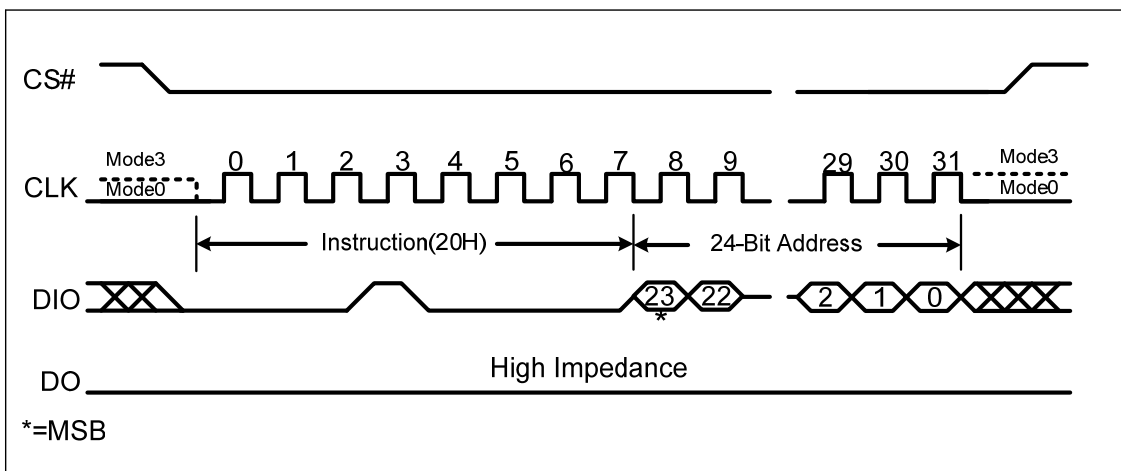 CS#
Mode3
Mode0
CLK
0 1 2 3 4 5 6 7 8 9 29 30 31
Mode3
Mode0
Instruction(20H)
24-Bit Address
DIO
23 22 2 1 0
*
High Impedance
DO
*=MSB